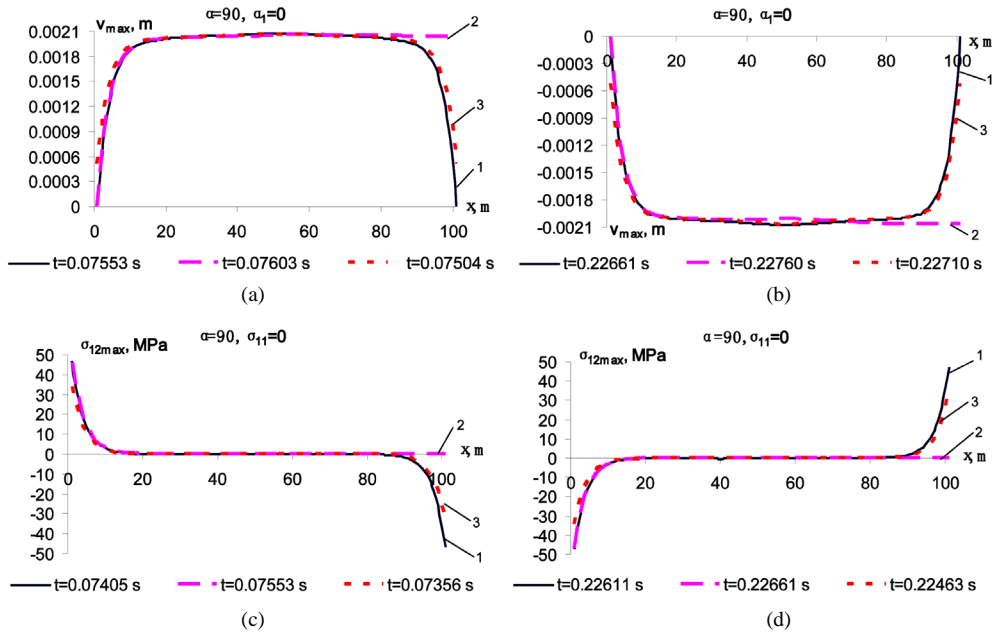 α=90, α1=0
vmax, m
0.0021
0.0018
0.0015
0.0012
0.0009
0.0006
0.0003
0
0 20 40 60 80 100
x, m
2
3
1
t=0.07553 s t=0.07603 s t=0.07504 s
(a)
α=90, α1=0
0
-0.0003
-0.0006
-0.0009
-0.0012
-0.0015
-0.0018
-0.0021
0 20 40 60 80 100
x, m
1
3
2
vmax, m
t=0.22661 s t=0.22760 s t=0.22710 s
(b)
α=90, σ11=0
σ12max, MPa
50
40
30
20
10
0
-10
-20
-30
-40
-50
0 20 40 60 80 100
x, m
2
3
1
t=0.07405 s t=0.07553 s t=0.07356 s
(c)
α=90, σ11=0
σ12max, MPa
50
40
30
20
10
0
-10
-20
-30
-40
50
0 20 40 60 80 100
x, m
1
3
2
t=0.22611 s t=0.22661 s t=0.22463 s
(d)